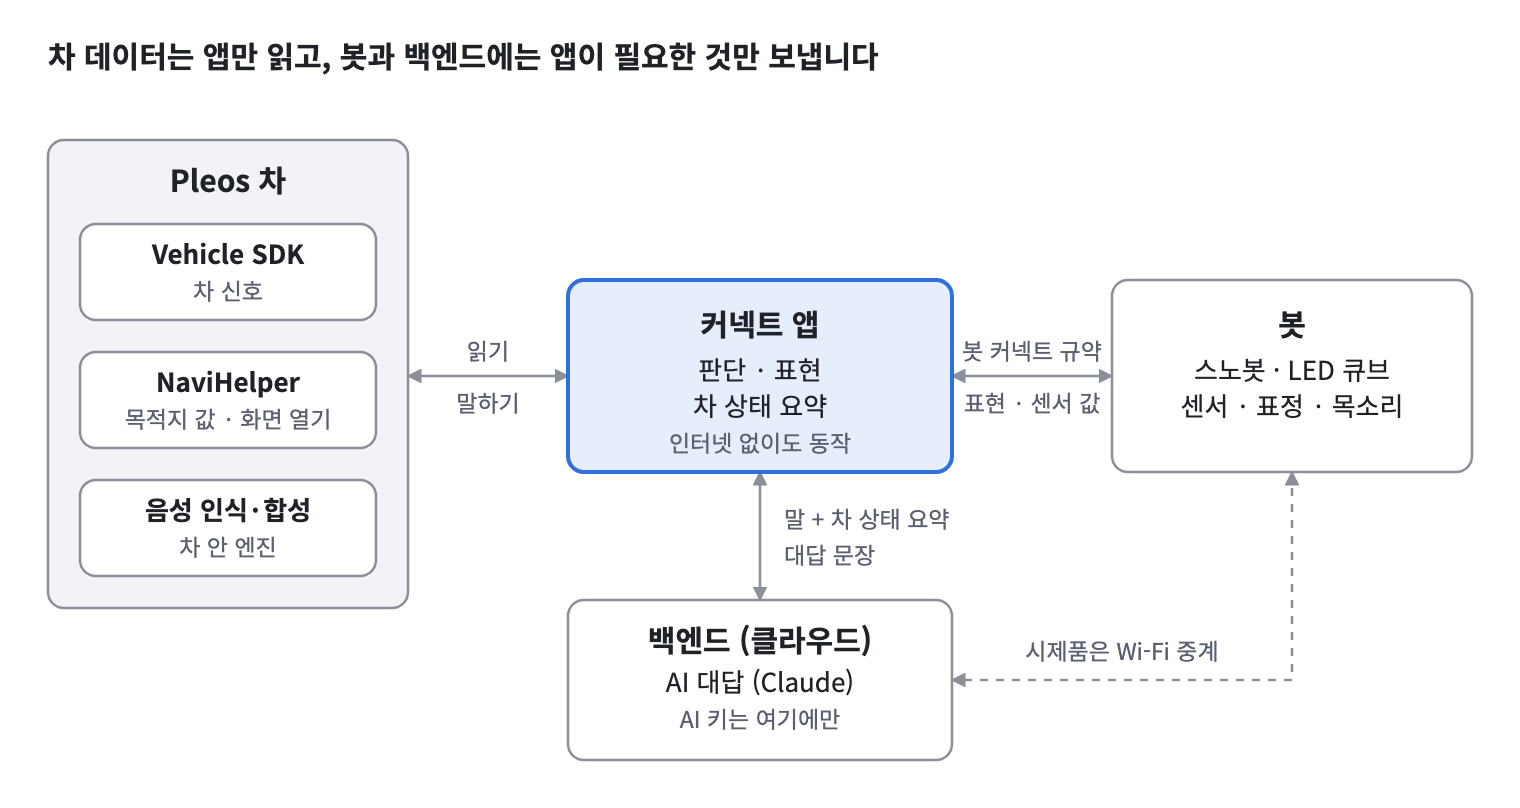 차 데이터는 앱만 읽고, 봇과 백엔드에는 앱이 필요한 것만 보냅니다
Pleos 차
Vehicle SDK
차 신호
NaviHelper
목적지 값 · 화면 열기
음성 인식·합성
차 안 엔진
읽기
말하기
커넥트 앱
판단 · 표현
차 상태 요약
인터넷 없이도 동작
봇 커넥트 규약
표현 · 센서 값
봇
스노봇 · LED 큐브
센서 · 표정 · 목소리
말 + 차 상태 요약
대답 문장
백엔드 (클라우드)
AI 대답 (Claude)
AI 키는 여기에만
시제품은 Wi-Fi 중계